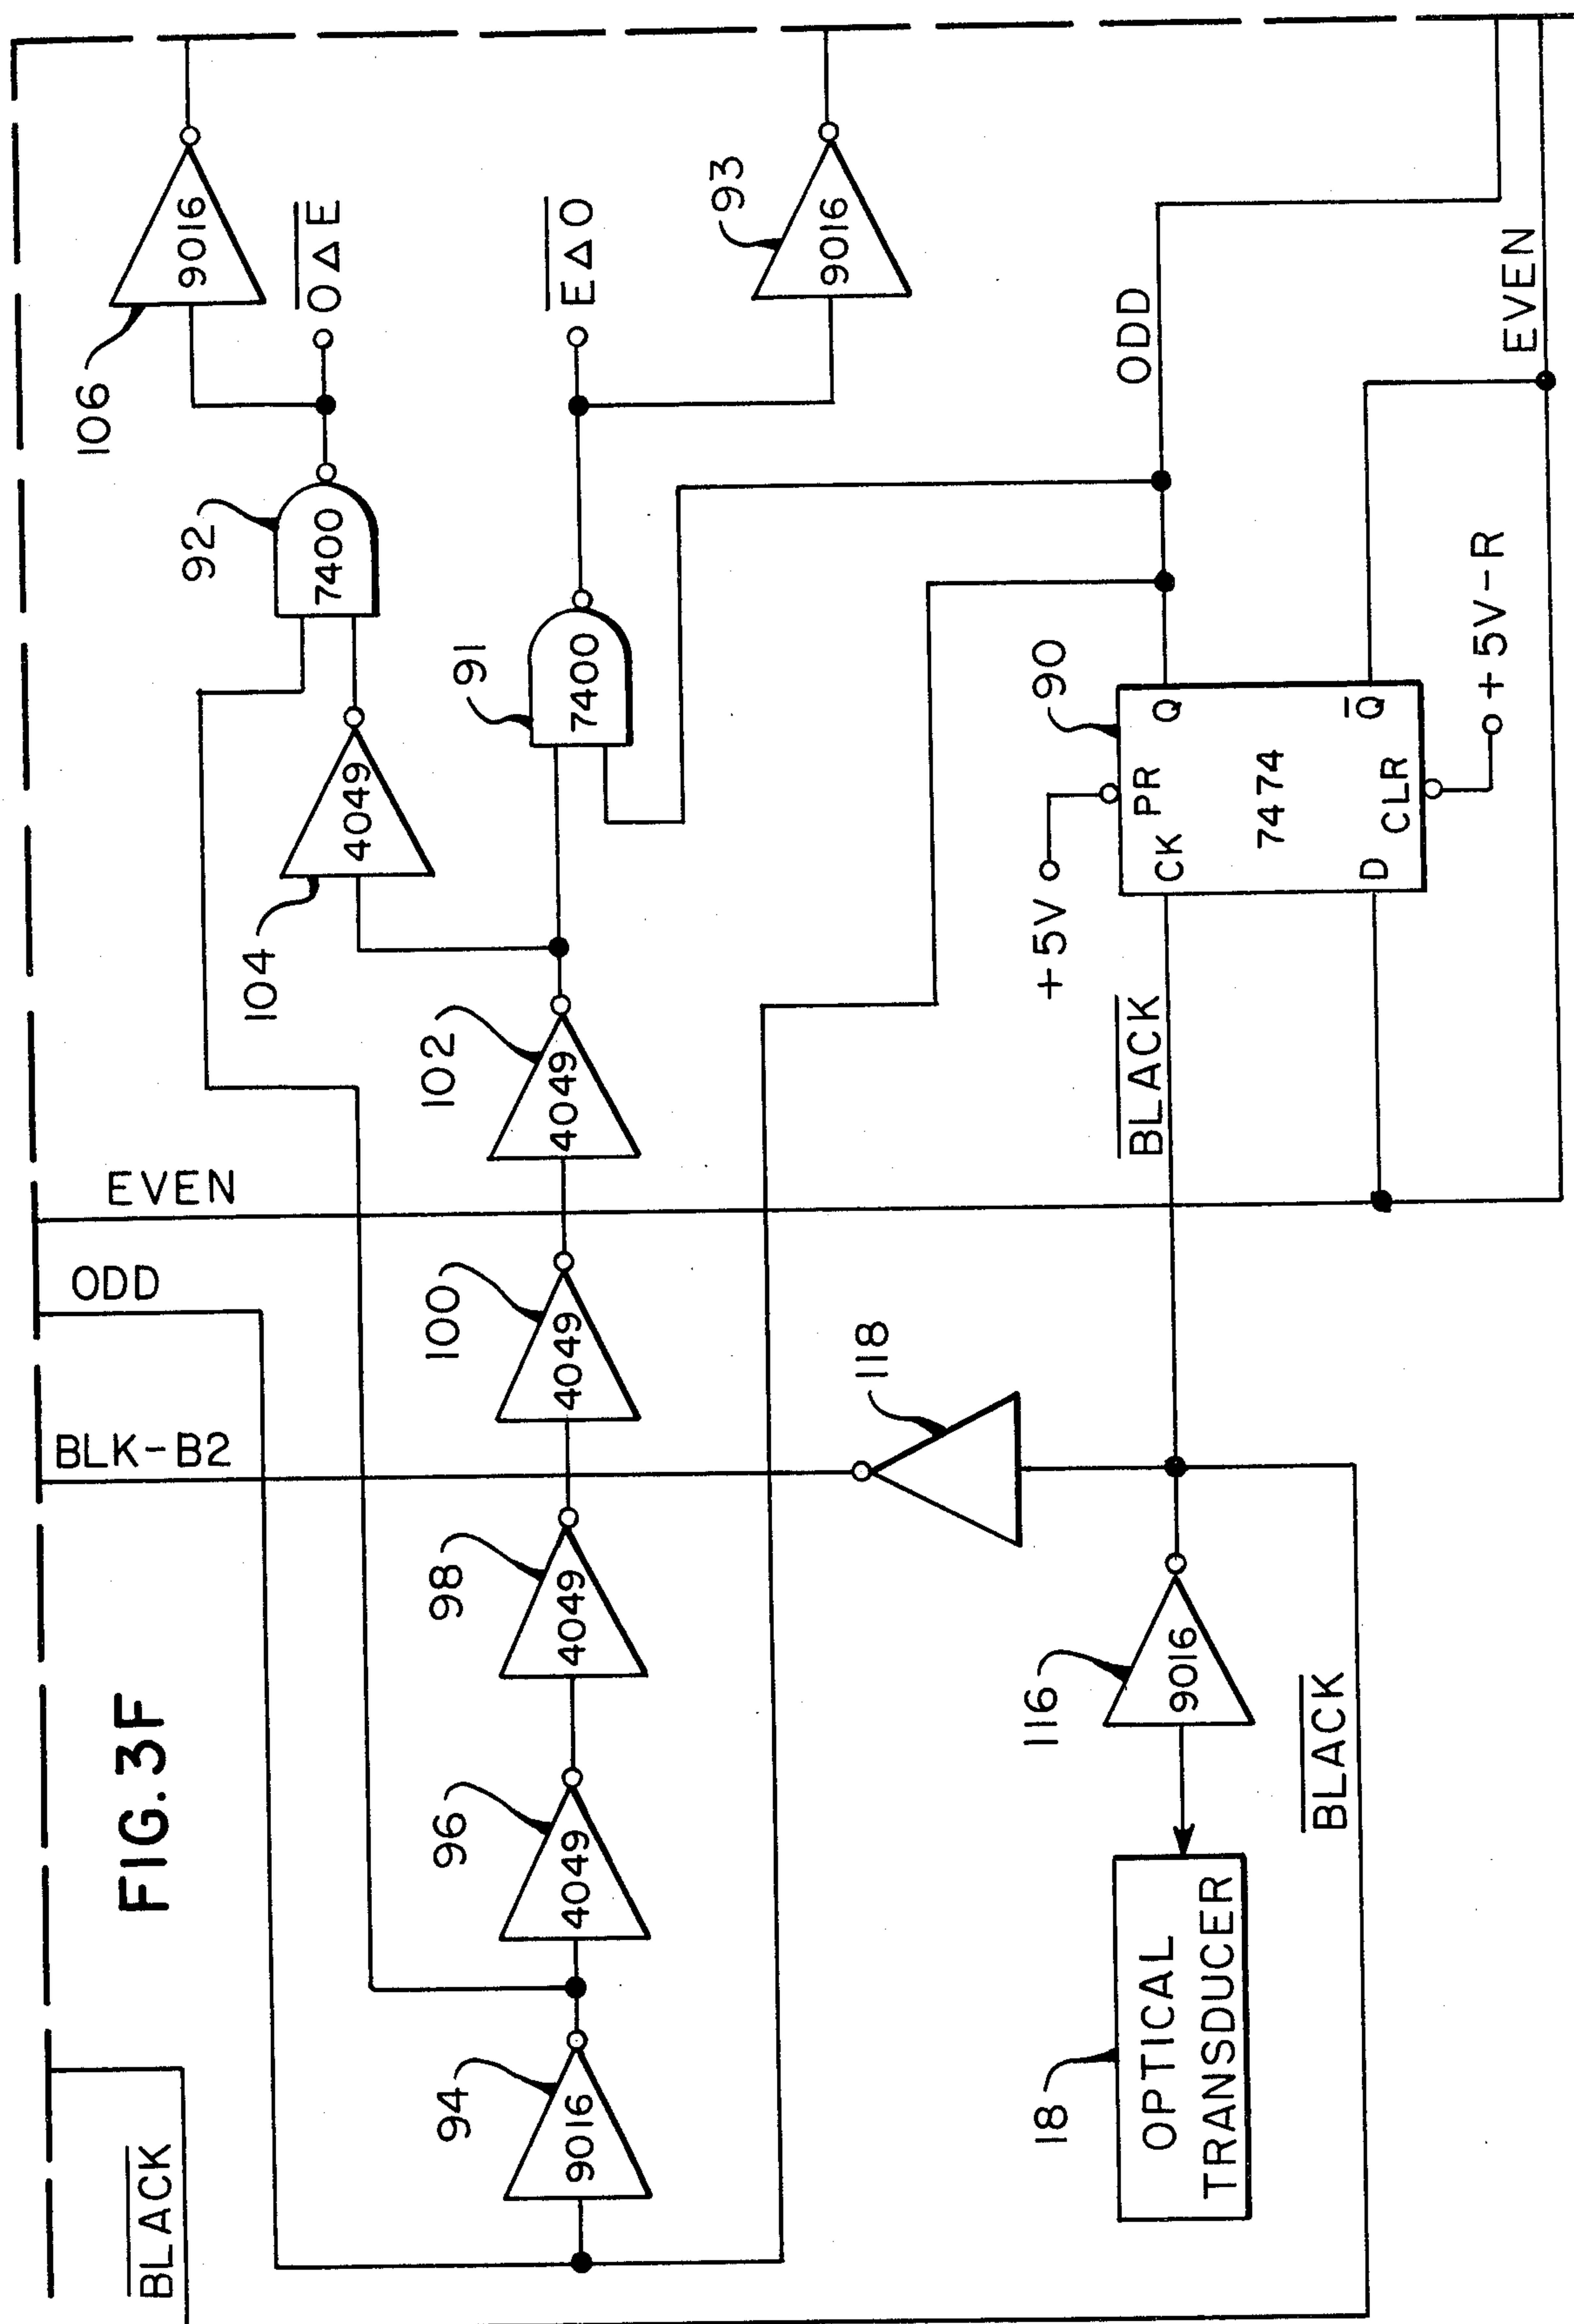 FIG.3F
BLACK
ODD
EVEN
BLK-B2
94
9016
96
4049
98
4049
100
4049
102
4049
104
4049
92
7400
O Δ E
106
9016
91
7400
E Δ O
93
9016
118
18
OPTICAL
TRANSDUCER
116
9016
BLACK
BLACK
+5V
90
PR
CK
Q
7474
D
CLR
Q
+5V-R
ODD
EVEN